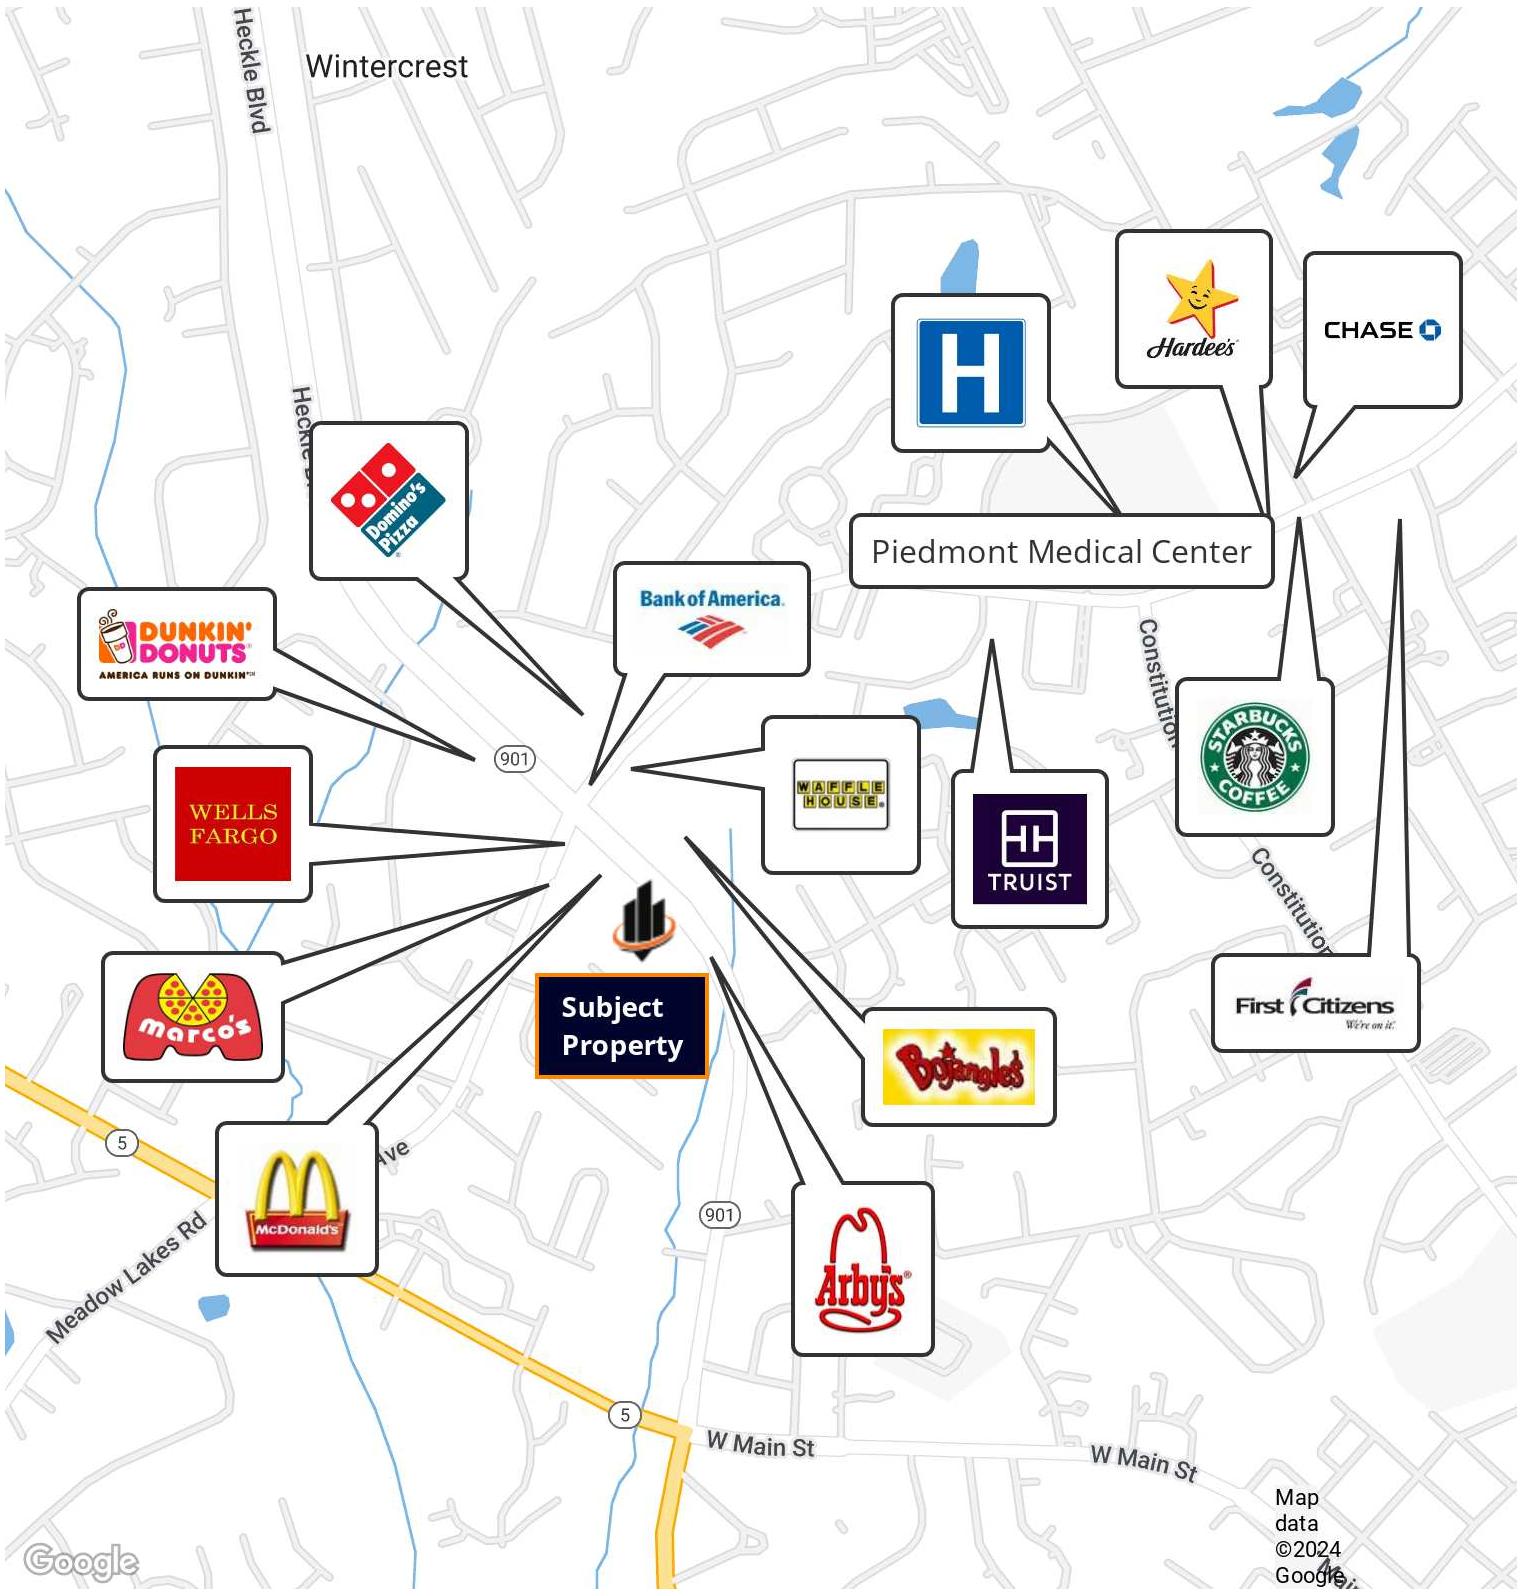 Heckle Blvd
Wintercrest
Hardee's
CHASE
H
Heckle B
Domino's
Pizza
Piedmont Medical Center
Bank of America.
DUNKIN'
DONUTS
AMERICA RUNS ON DUNKIN'
Constitution
STARBUCKS
COFFEE
901
WAFFLE
HOUSE
WELLS
FARGO
TRUIST
Constitution
Subject
Property
First Citizens
We're on it.
marco's
Bojangles'
5
Ave
McDonald's
901
Meadow Lakes Rd
Arby's
5
W Main St
W Main St
Map
data
©2024
Google
Google